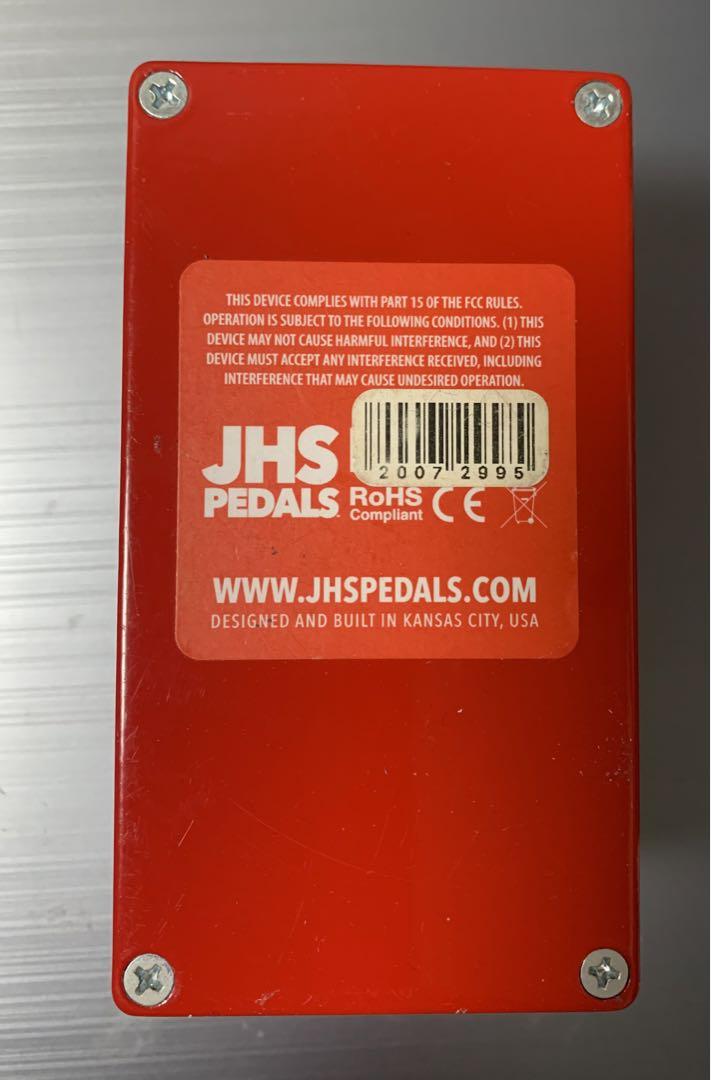 THIS DEVICE COMPLIES WITH PART 15 OF THE FCC RULES.
OPERATION IS SUBJECT TO THE FOLLOWING CONDITIONS. (1) THIS
DEVICE MAY NOT CAUSE HARMFUL INTERFERENCE, AND (2) THIS
DEVICE MUST ACCEPT ANY INTERFERENCE RECEIVED, INCLUDING
INTERFERENCE THAT MAY CAUSE UNDESIRED OPERATION.
JHS
PEDALS
2007 2995
RoHS
Compliant
CE
WWW.JHSPEDALS.COM
DESIGNED AND BUILT IN KANSAS CITY, USA